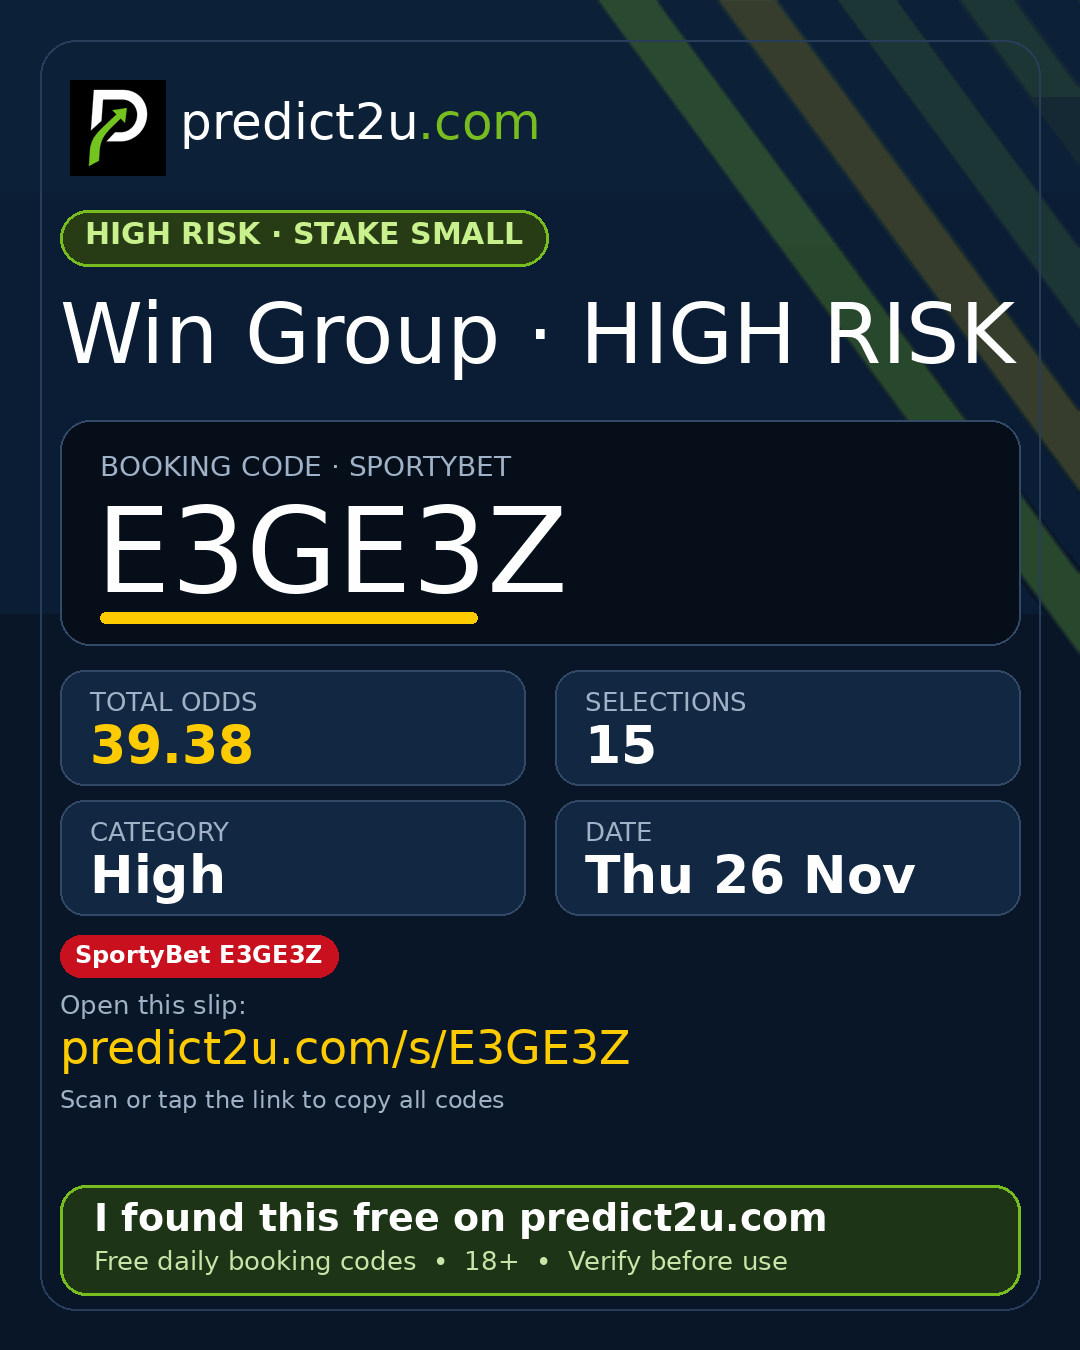 predict2u.com
HIGH RISK · STAKE SMALL
Win Group · HIGH RISK
BOOKING CODE · SPORTYBET
E3GE3Z
TOTAL ODDS
39.38
SELECTIONS
15
CATEGORY
High
DATE
Thu 26 Nov
SportyBet E3GE3Z
Open this slip:
predict2u.com/s/E3GE3Z
Scan or tap the link to copy all codes
I found this free on predict2u.com
Free daily booking codes • 18+ • Verify before use